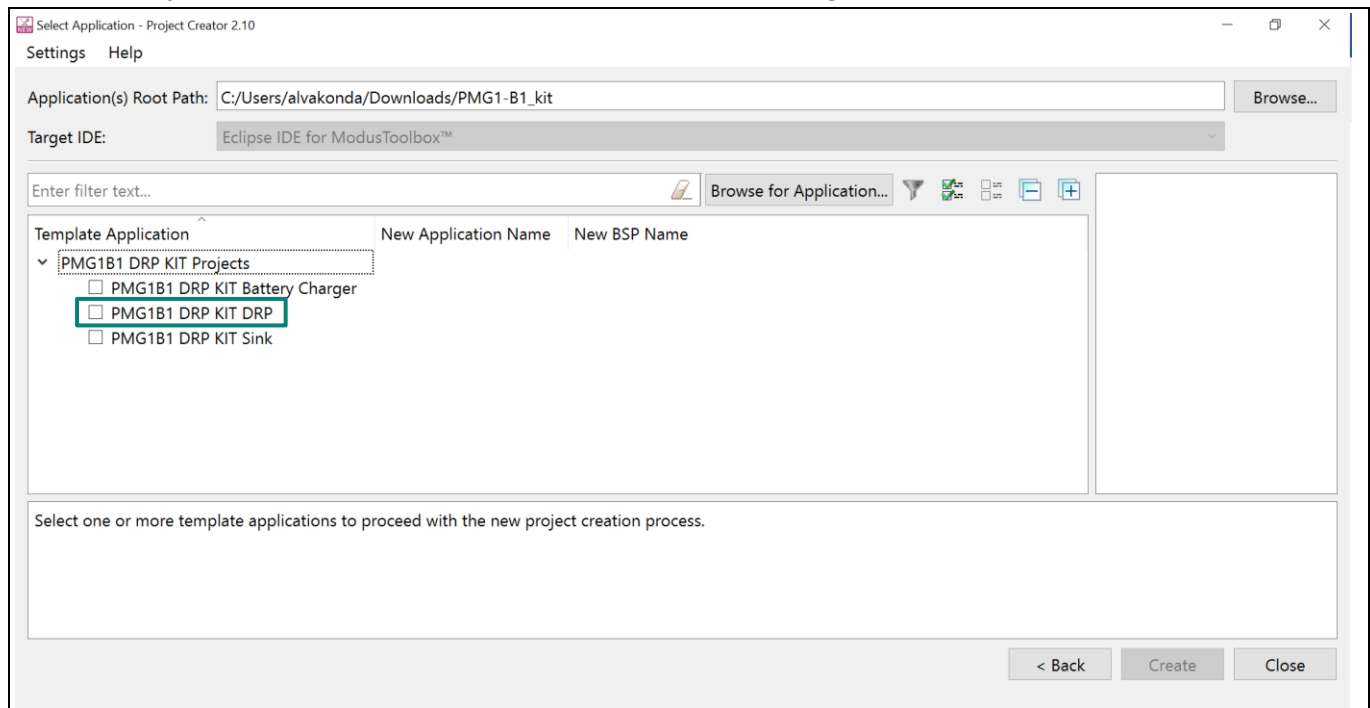 NEW Select Application - Project Creator 2.10
Settings Help
Application(s) Root Path: C:/Users/alvakonda/Downloads/PMG1-B1_kit Browse...
Target IDE: Eclipse IDE for ModusToolbox™
Enter filter text... Browse for Application...
Template Application New Application Name New BSP Name
PMG1B1 DRP KIT Projects
PMG1B1 DRP KIT Battery Charger
PMG1B1 DRP KIT DRP
PMG1B1 DRP KIT Sink
Select one or more template applications to proceed with the new project creation process.
< Back Create Close